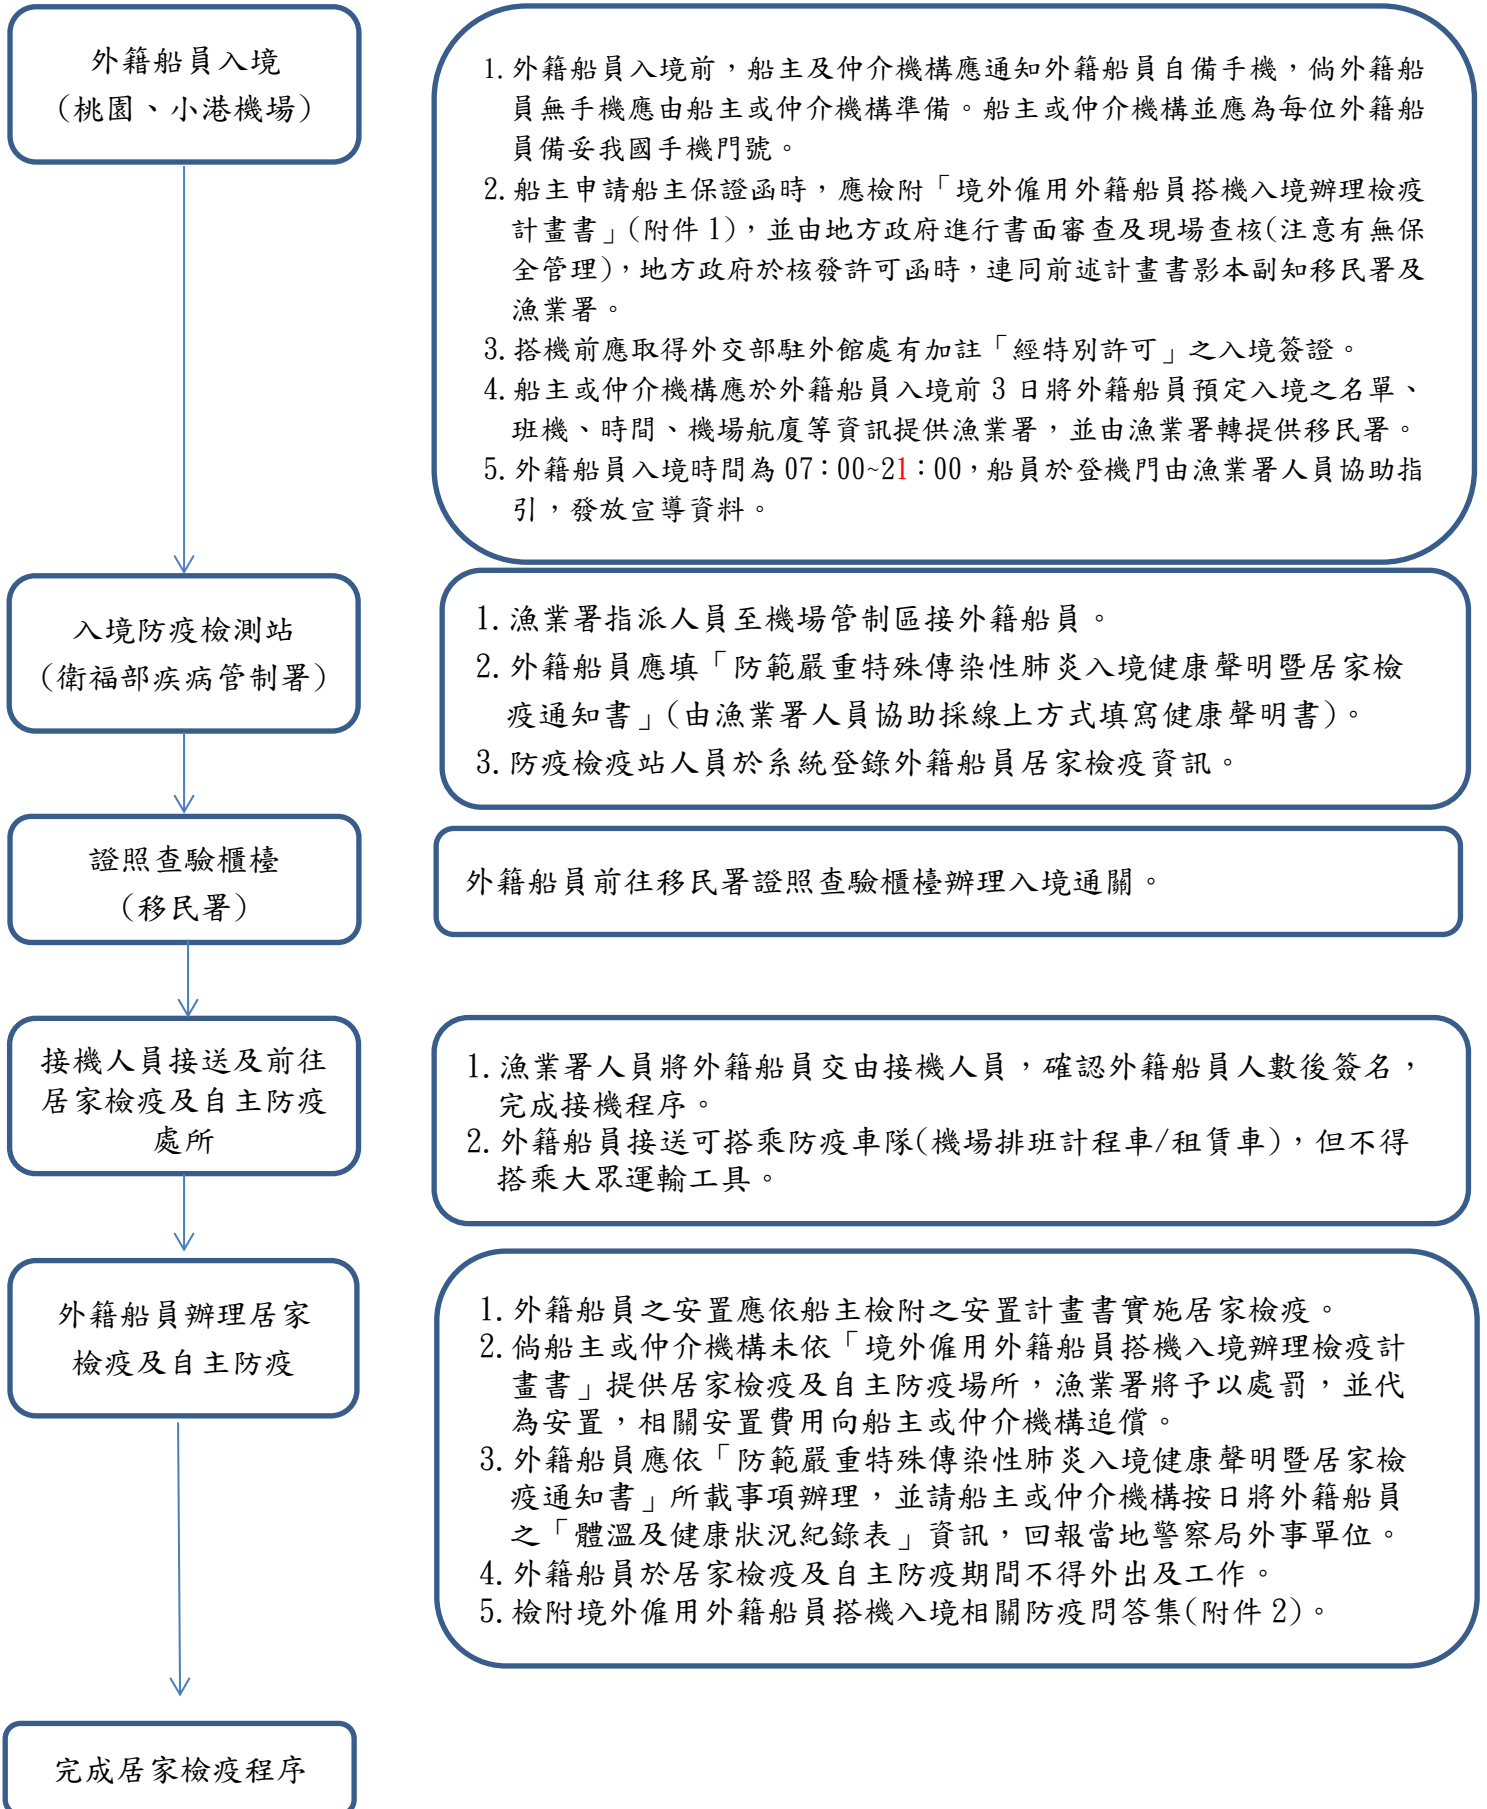 外籍船員入境
(桃園、小港機場)
1.外籍船員入境前，船主及仲介機構應通知外籍船員自備手機，倘外籍船
員無手機應由船主或仲介機構準備。船主或仲介機構並應為每位外籍船
員備妥我國手機門號。
2.船主申請船主保證函時，應檢附「境外僱用外籍船員搭機入境辦理檢疫
計畫書」(附件 1)，並由地方政府進行書面審查及現場查核(注意有無保
全管理)，地方政府於核發許可函時，連同前述計畫書影本副知移民署及
漁業署。
3.搭機前應取得外交部駐外館處有加註「經特別許可」之入境簽證。
4.船主或仲介機構應於外籍船員入境前 3 日將外籍船員預定入境之名單、
班機、時間、機場航廈等資訊提供漁業署，並由漁業署轉提供移民署。
5.外籍船員入境時間為 07：00~21：00，船員於登機門由漁業署人員協助指
引，發放宣導資料。
入境防疫檢測站
(衛福部疾病管制署)
1.漁業署指派人員至機場管制區接外籍船員。
2.外籍船員應填「防範嚴重特殊傳染性肺炎入境健康聲明暨居家檢
疫通知書」(由漁業署人員協助採線上方式填寫健康聲明書)。
3.防疫檢疫站人員於系統登錄外籍船員居家檢疫資訊。
證照查驗櫃檯
(移民署)
外籍船員前往移民署證照查驗櫃檯辦理入境通關。
接機人員接送及前往
居家檢疫及自主防疫
處所
1.漁業署人員將外籍船員交由接機人員，確認外籍船員人數後簽名，
完成接機程序。
2.外籍船員接送可搭乘防疫車隊(機場排班計程車/租賃車)，但不得
搭乘大眾運輸工具。
外籍船員辦理居家
檢疫及自主防疫
1.外籍船員之安置應依船主檢附之安置計畫書實施居家檢疫。
2.倘船主或仲介機構未依「境外僱用外籍船員搭機入境辦理檢疫計
畫書」提供居家檢疫及自主防疫場所，漁業署將予以處罰，並代
為安置，相關安置費用向船主或仲介機構追償。
3.外籍船員應依「防範嚴重特殊傳染性肺炎入境健康聲明暨居家檢
疫通知書」所載事項辦理，並請船主或仲介機構按日將外籍船員
之「體溫及健康狀況紀錄表」資訊，回報當地警察局外事單位。
4.外籍船員於居家檢疫及自主防疫期間不得外出及工作。
5.檢附境外僱用外籍船員搭機入境相關防疫問答集(附件 2)。
完成居家檢疫程序